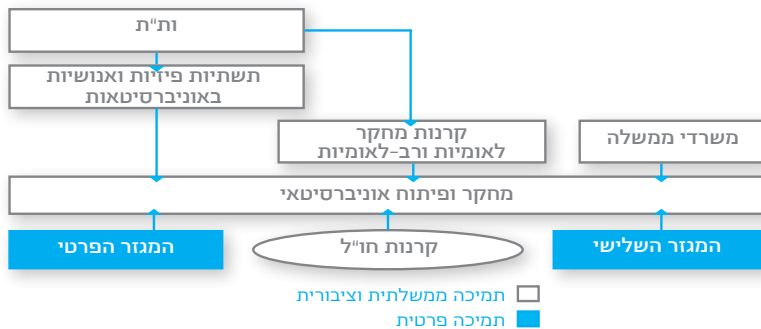 ות"ת
תשתיות פיזיות ואנושיות
באוניברסיטאות
קרנות מחקר
לאומיות ורב-לאומיות
משרדי ממשלה
מחקר ופיתוח אוניברסיטאי
המגזר השלישי
קרנות חו"ל
המגזר הפרטי
תמיכה ממשלתית וציבורית
תמיכה פרטית